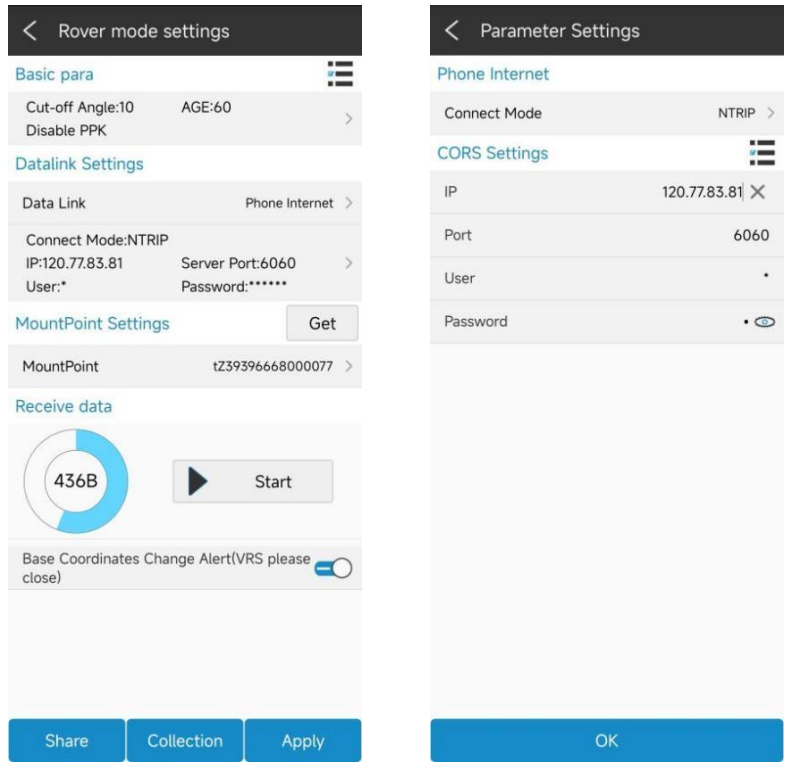 Rover mode settings
Basic para
Cut-off Angle:10 AGE:60
Disable PPK
Datalink Settings
Data Link Phone Internet
Connect Mode:NTRIP
IP:120.77.83.81 Server Port:6060
User:* Password:******
MountPoint Settings Get
MountPoint tZ39396668000077
Receive data
436B Start
Base Coordinates Change Alert(VRS please
close)
Share Collection Apply
Parameter Settings
Phone Internet
Connect Mode NTRIP
CORS Settings
IP 120.77.83.81
Port 6060
User *
Password •
OK